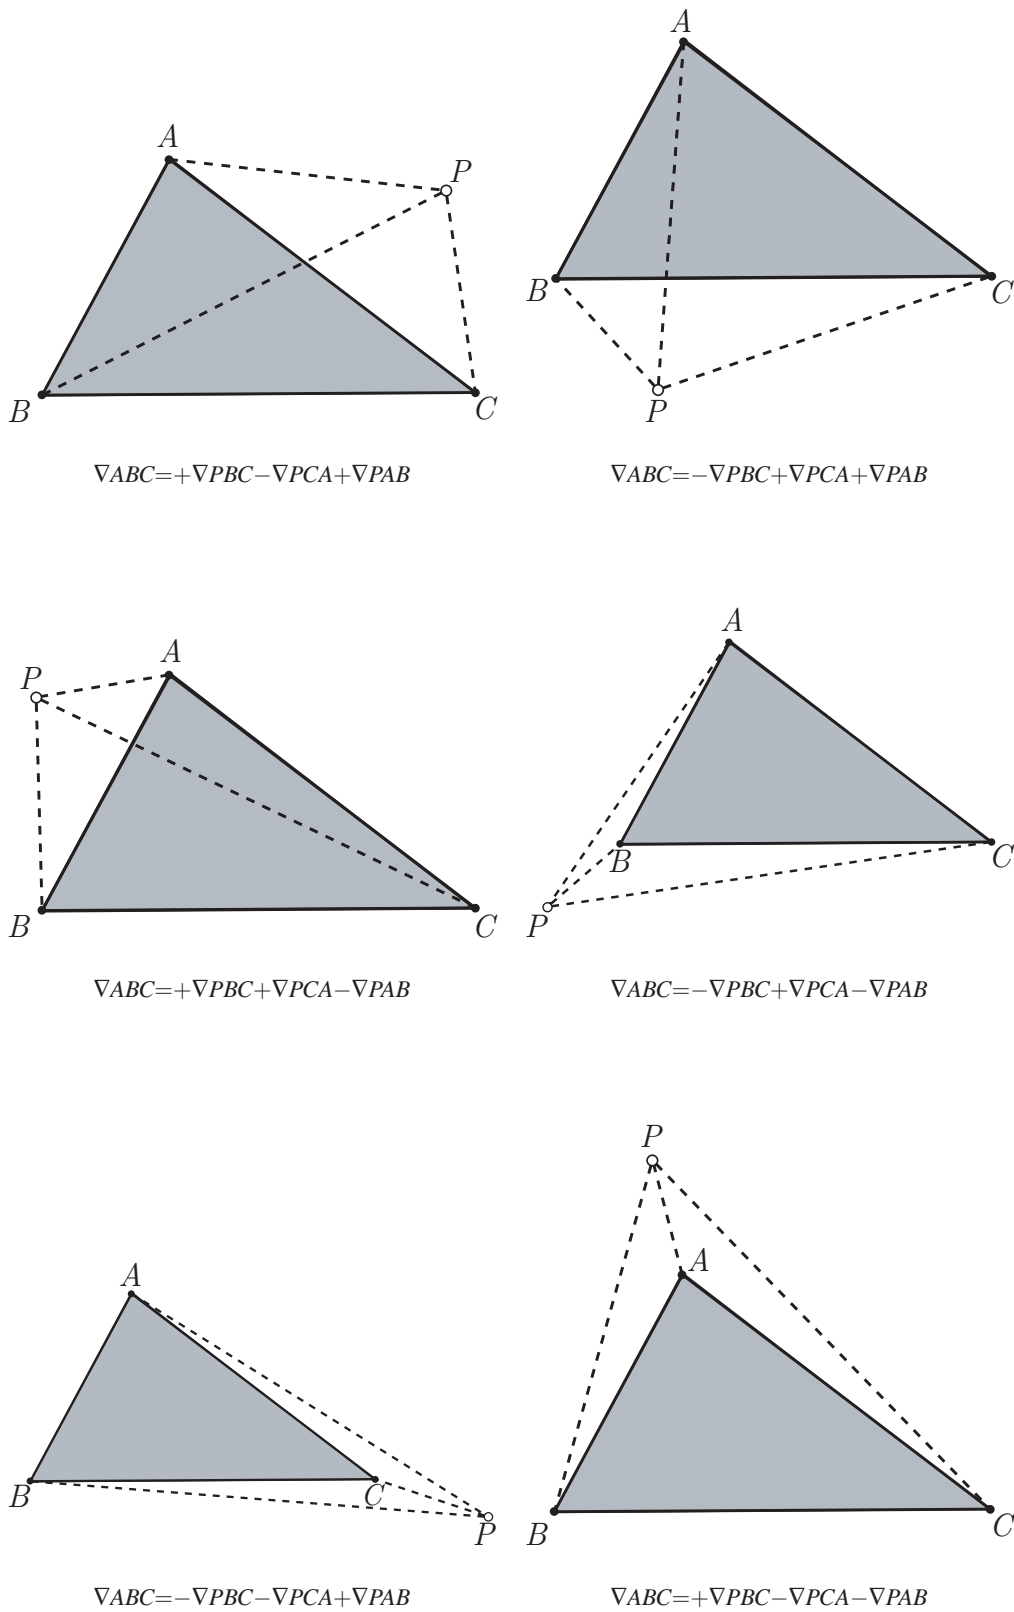 A
P
B
C
∇ABC=+∇PBC−∇PCA+∇PAB
A
B
C
P
∇ABC=−∇PBC+∇PCA+∇PAB
A
P
B
C
∇ABC=+∇PBC+∇PCA−∇PAB
A
B
C
P
∇ABC=−∇PBC+∇PCA−∇PAB
A
B
C
P
∇ABC=−∇PBC−∇PCA+∇PAB
P
A
B
C
∇ABC=+∇PBC−∇PCA−∇PAB